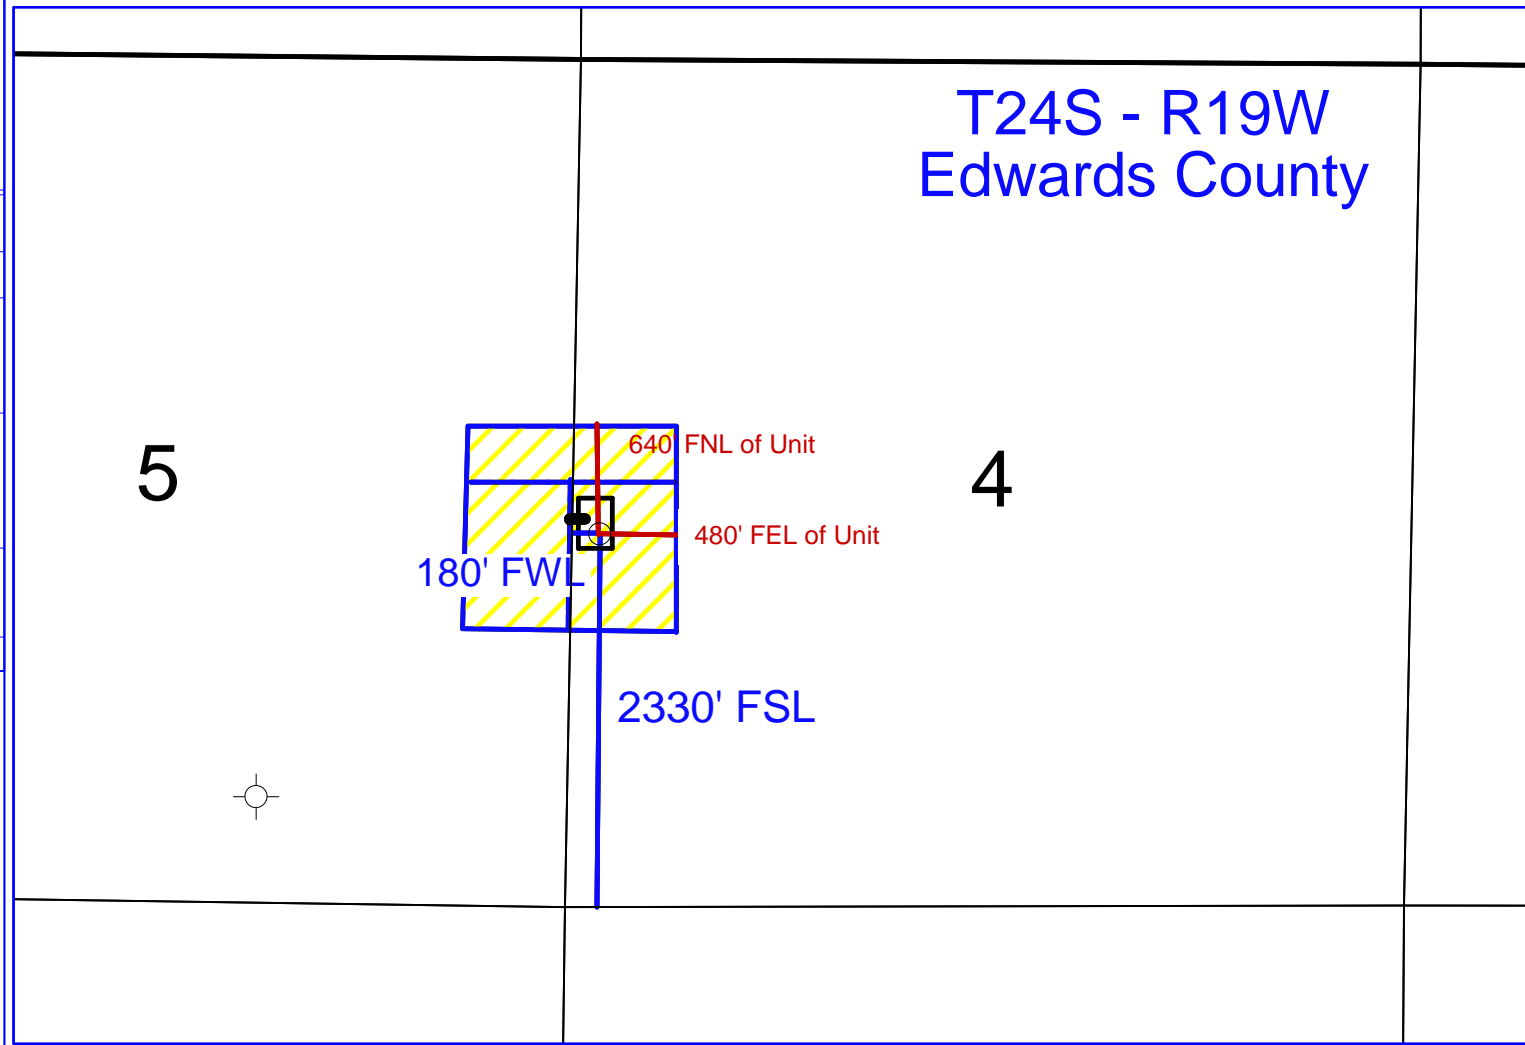 T24S - R19W
Edwards County
640' FNL of Unit
5
4
480' FEL of Unit
180' FWL
2330' FSL